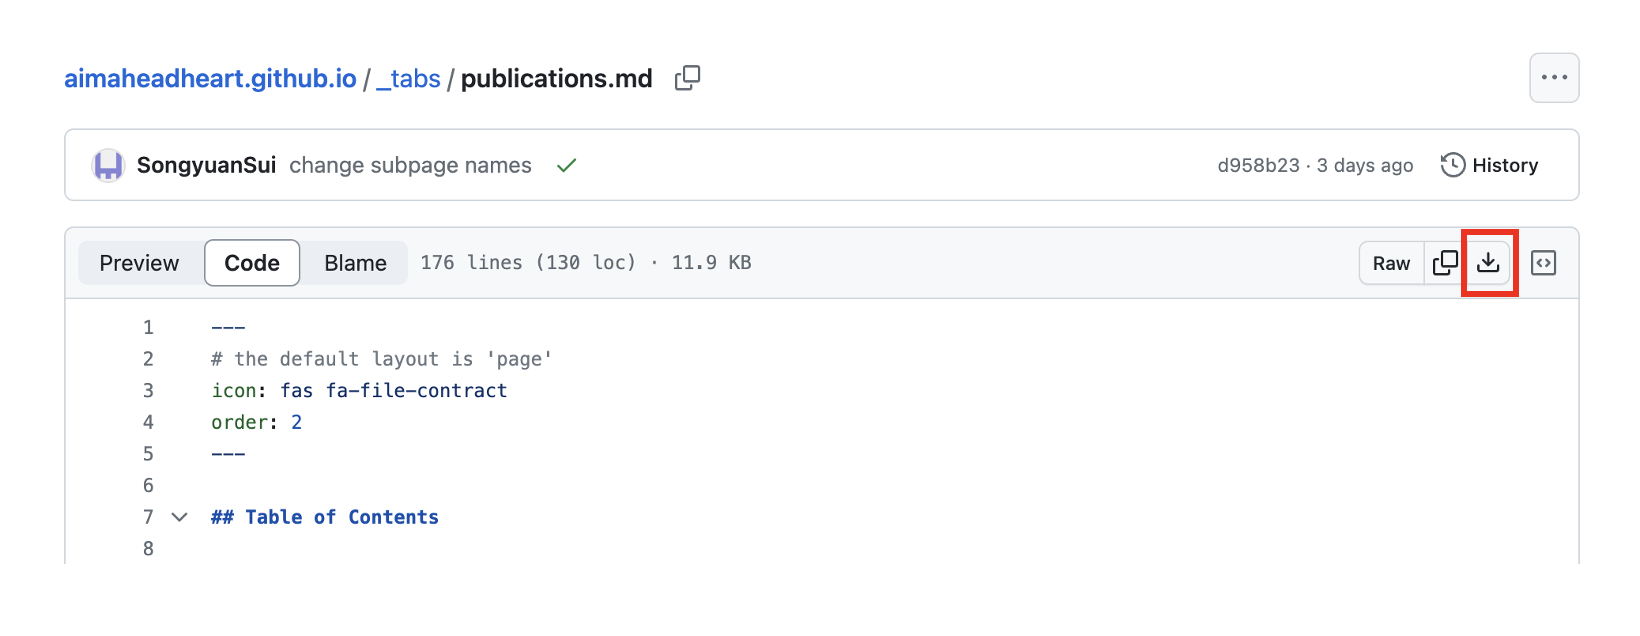 aimaheadheart.github.io / _tabs / publications.md
SongyuanSui change subpage names d958b23 · 3 days ago History
Preview Code Blame 176 lines (130 loc) · 11.9 KB Raw
1 ---
2 # the default layout is 'page'
3 icon: fas fa-file-contract
4 order: 2
5 ---
6
7 ## Table of Contents
8